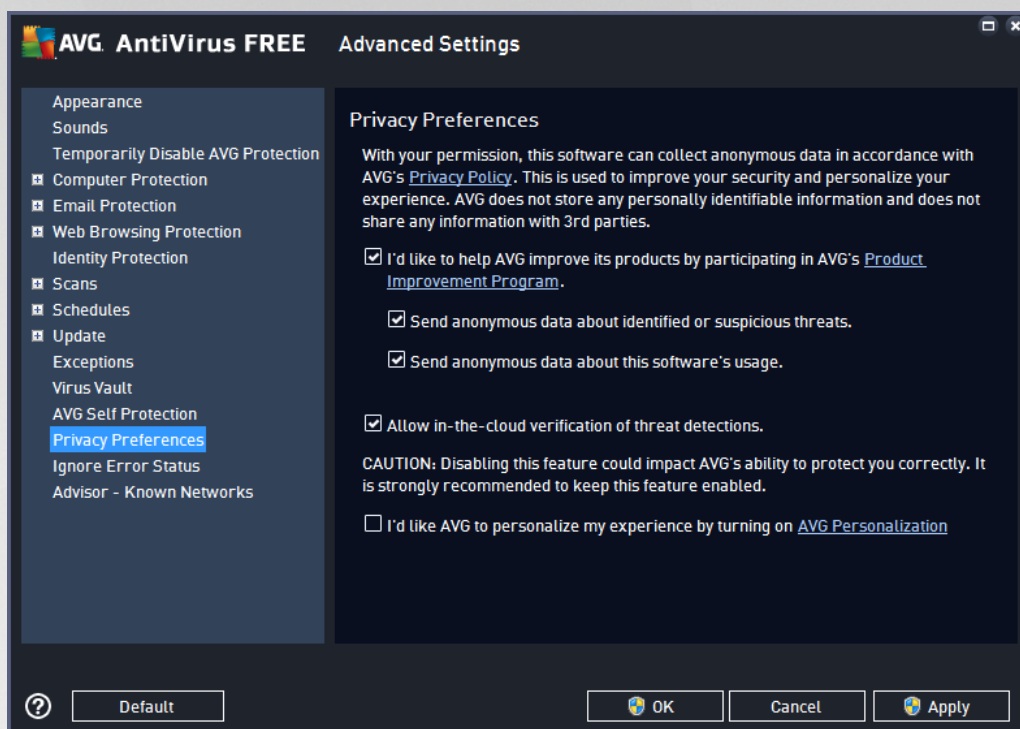 AVG. AntiVirus FREE Advanced Settings
Appearance
Sounds
Temporarily Disable AVG Protection
Computer Protection
Email Protection
Web Browsing Protection
Identity Protection
Scans
Schedules
Update
Exceptions
Virus Vault
AVG Self Protection
Privacy Preferences
Ignore Error Status
Advisor - Known Networks
Privacy Preferences
With your permission, this software can collect anonymous data in accordance with
AVG's Privacy Policy. This is used to improve your security and personalize your
experience. AVG does not store any personally identifiable information and does not
share any information with 3rd parties.
I'd like to help AVG improve its products by participating in AVG's Product
Improvement Program.
Send anonymous data about identified or suspicious threats.
Send anonymous data about this software's usage.
Allow in-the-cloud verification of threat detections.
CAUTION: Disabling this feature could impact AVG's ability to protect you correctly. It
is strongly recommended to keep this feature enabled.
I'd like AVG to personalize my experience by turning on AVG Personalization
? Default OK Cancel Apply